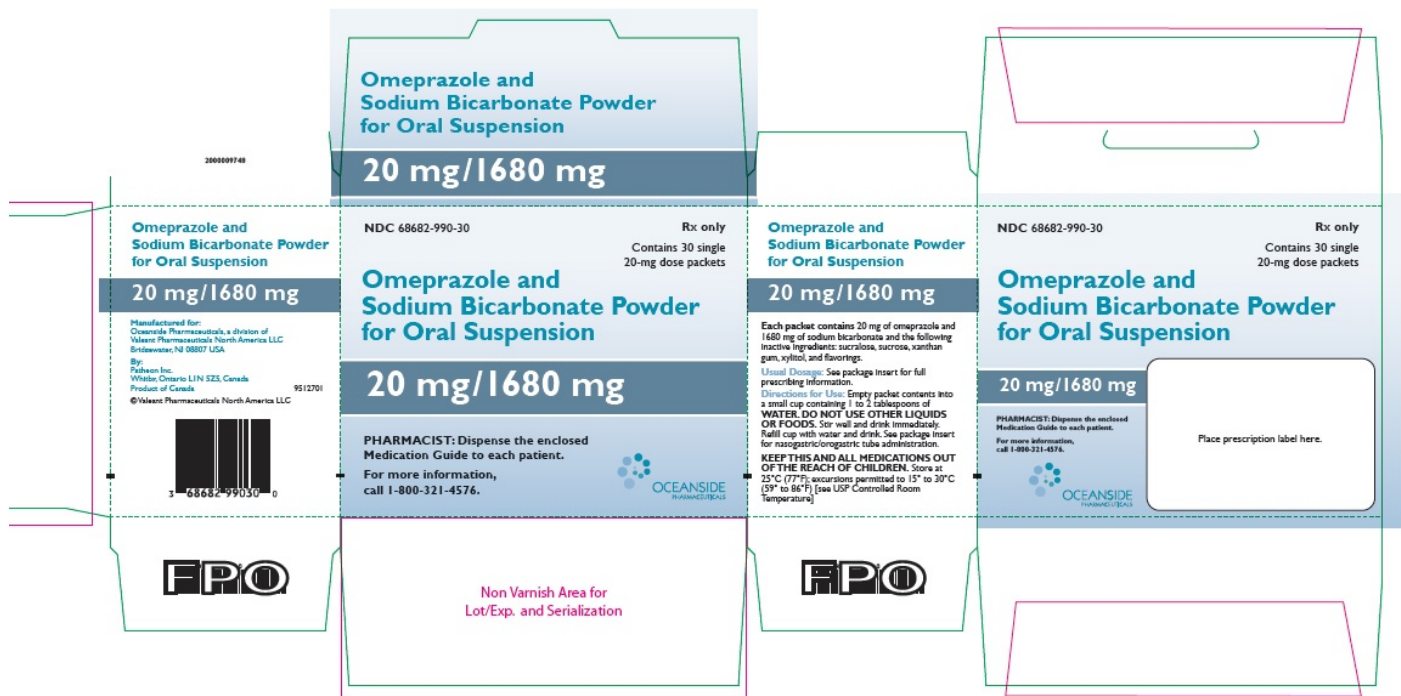 Omeprazole and
Sodium Bicarbonate Powder
for Oral Suspension
20 mg/1680 mg
2000009740
Omeprazole and
Sodium Bicarbonate Powder
for Oral Suspension
20 mg/1680 mg
Manufactured for:
Oceanside Pharmaceuticals, a division of
Valeant Pharmaceuticals North America LLC
Bridgewater, NJ 08807 USA
By:
Patheon Inc.
Whitby, Ontario L1N 5Z5, Canada
Product of Canada
9512701
©Valeant Pharmaceuticals North America LLC
3 68682 99030 0
FPO
NDC 68682-990-30
Rx only
Contains 30 single
20-mg dose packets
Omeprazole and
Sodium Bicarbonate Powder
for Oral Suspension
20 mg/1680 mg
PHARMACIST: Dispense the enclosed
Medication Guide to each patient.
For more information,
call 1-800-321-4576.
OCEANSIDE
PHARMACEUTICALS
Non Varnish Area for
Lot/Exp. and Serialization
Omeprazole and
Sodium Bicarbonate Powder
for Oral Suspension
20 mg/1680 mg
Each packet contains 20 mg of omeprazole and
1680 mg of sodium bicarbonate and the following
inactive ingredients: sucralose, sucrose, xanthan
gum, xylitol, and flavorings.
Usual Dosage: See package insert for full
prescribing information.
Directions for Use: Empty packet contents into
a small cup containing 1 to 2 tablespoons of
WATER. DO NOT USE OTHER LIQUIDS
OR FOODS. Stir well and drink immediately.
Refill cup with water and drink. See package insert
for nasogastric/orogastric tube administration.
KEEP THIS AND ALL MEDICATIONS OUT
OF THE REACH OF CHILDREN. Store at
25°C (77°F); excursions permitted to 15° to 30°C
(59° to 86°F) [see USP Controlled Room
Temperature]
FPO
NDC 68682-990-30
Rx only
Contains 30 single
20-mg dose packets
Omeprazole and
Sodium Bicarbonate Powder
for Oral Suspension
20 mg/1680 mg
PHARMACIST: Dispense the enclosed
Medication Guide to each patient.
For more information,
call 1-800-321-4576.
OCEANSIDE
PHARMACEUTICALS
Place prescription label here.